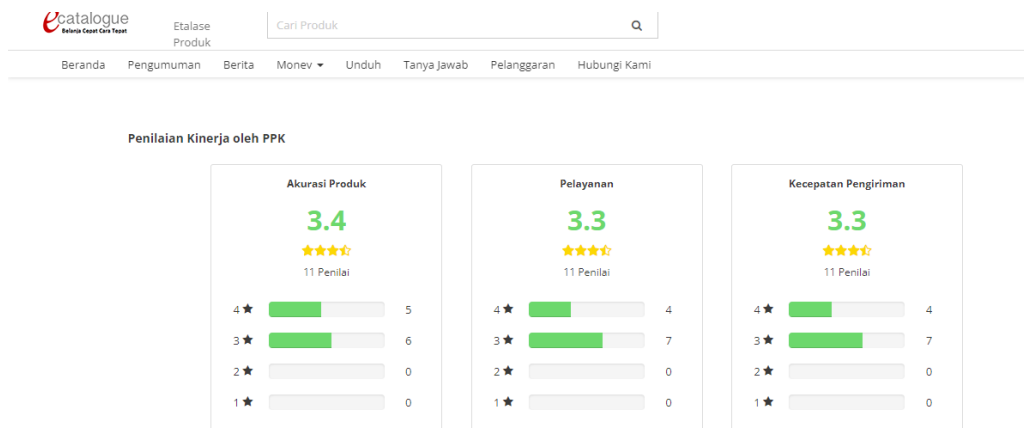 ecatalogue
Belanja Cepat Cara Tepat
Etalase
Produk
Cari Produk
Beranda Pengumuman Berita Monev Unduh Tanya Jawab Pelanggaran Hubungi Kami
Penilaian Kinerja oleh PPK
Akurasi Produk
3.4
11 Penilai
4 5
3 6
2 0
1 0
Pelayanan
3.3
11 Penilai
4 4
3 7
2 0
1 0
Kecepatan Pengiriman
3.3
11 Penilai
4 4
3 7
2 0
1 0